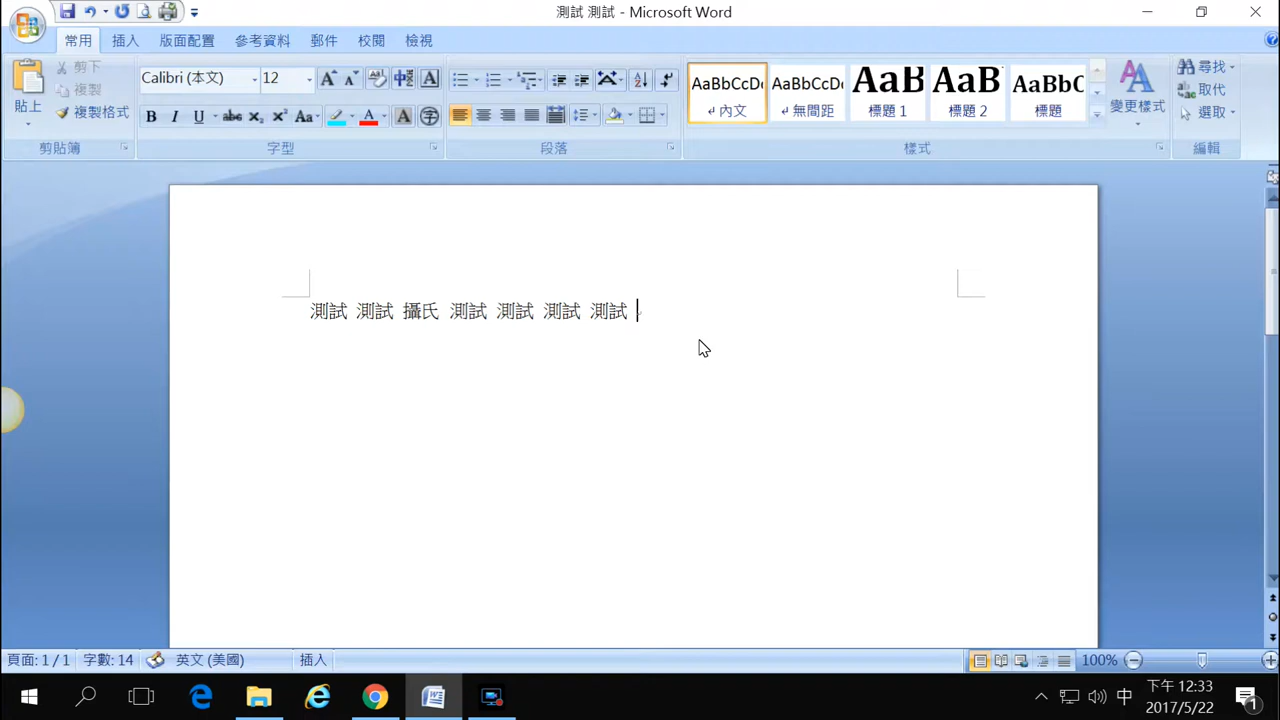 測試 測試 - Microsoft Word
常用 插入 版面配置 參考資料 郵件 校閱 檢視
貼上
剪下
複製
複製格式
剪貼簿
Calibri (本文) 12
字型
段落
AaBbCcDc
↲內文
AaBbCcDc
↲無間距
AaB
標題 1
AaB
標題 2
AaBbC
標題
變更樣式
樣式
尋找
取代
選取
編輯
測試 測試 攝氏 測試 測試 測試 測試
頁面: 1 / 1 字數: 14 英文 (美國) 插入 100%
中 下午 12:33
2017/5/22
1